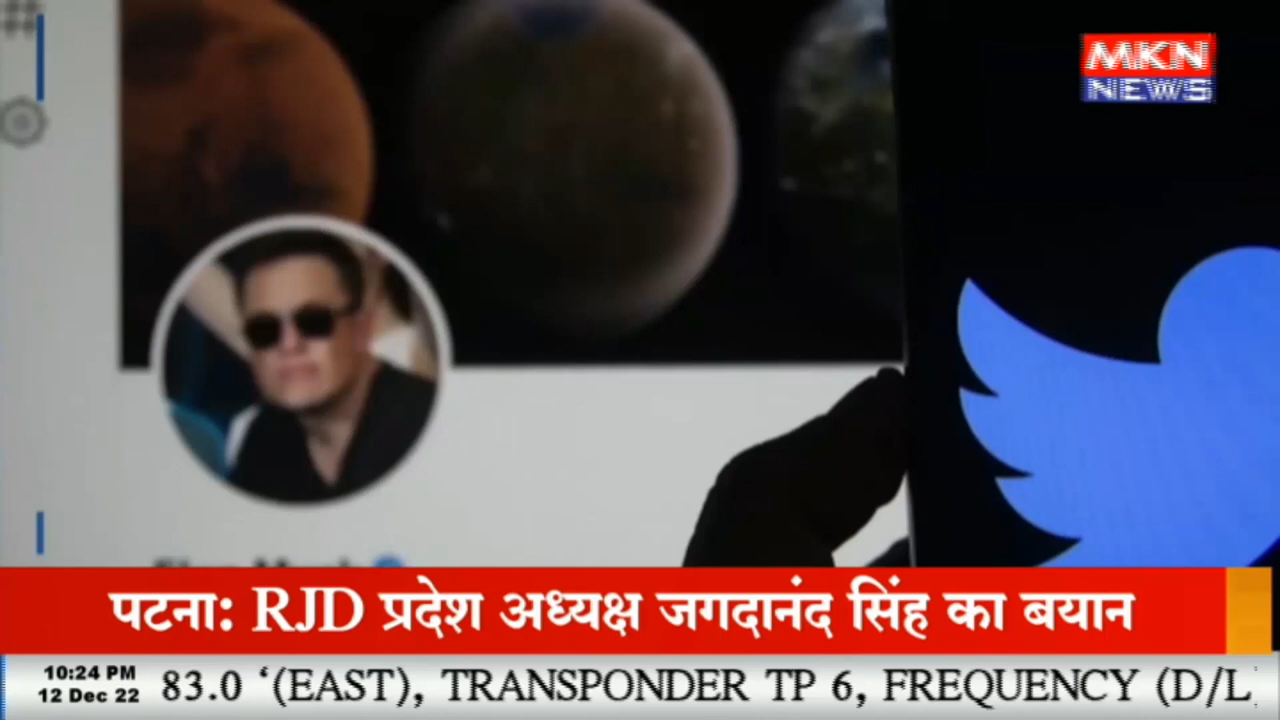 #
MKN
NEWS
पटना: RJD प्रदेश अध्यक्ष जगदानंद सिंह का बयान
10:24 PM
12 Dec 22
83.0 ‘(EAST), TRANSPONDER TP 6, FREQUENCY (D/L